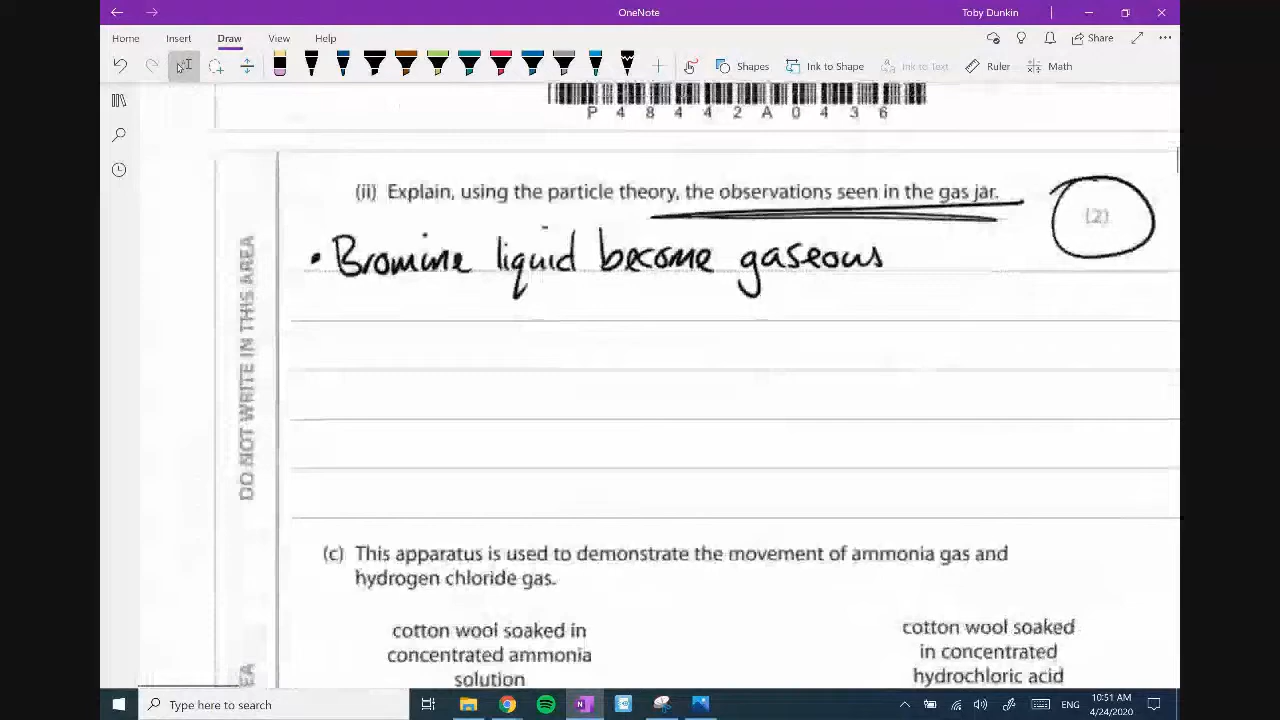 OneNote
Toby Dunkin
Home Insert Draw View Help
Share
Shapes Ink to Shape Ink to Text Ruler Math
P 4 8 4 4 2 A 0 4 3 6
(ii) Explain, using the particle theory, the observations seen in the gas jar.
(2)
• Bromine liquid become gaseous
DO NOT WRITE IN THIS AREA
(c) This apparatus is used to demonstrate the movement of ammonia gas and
hydrogen chloride gas.
cotton wool soaked in
concentrated ammonia
solution
cotton wool soaked
in concentrated
hydrochloric acid
EA
Type here to search
ENG
10:51 AM
4/24/2020